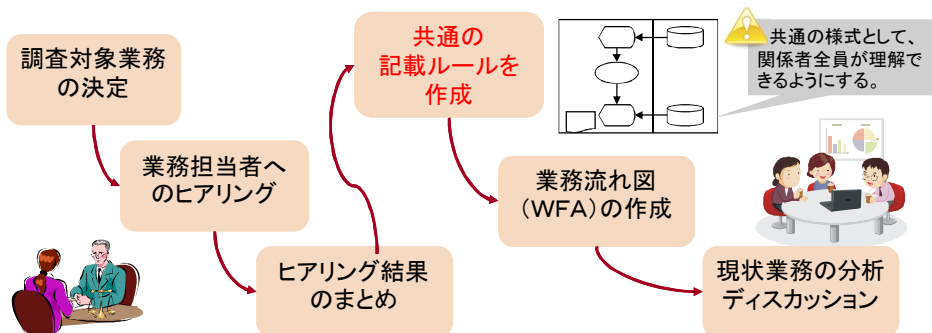 調査対象業務
の決定
業務担当者へ
のヒアリング
ヒアリング結果
のまとめ
共通の
記載ルールを
作成
共通の様式として、
関係者全員が理解で
きるようにする。
業務流れ図
（WFA）の作成
現状業務の分析
ディスカッション